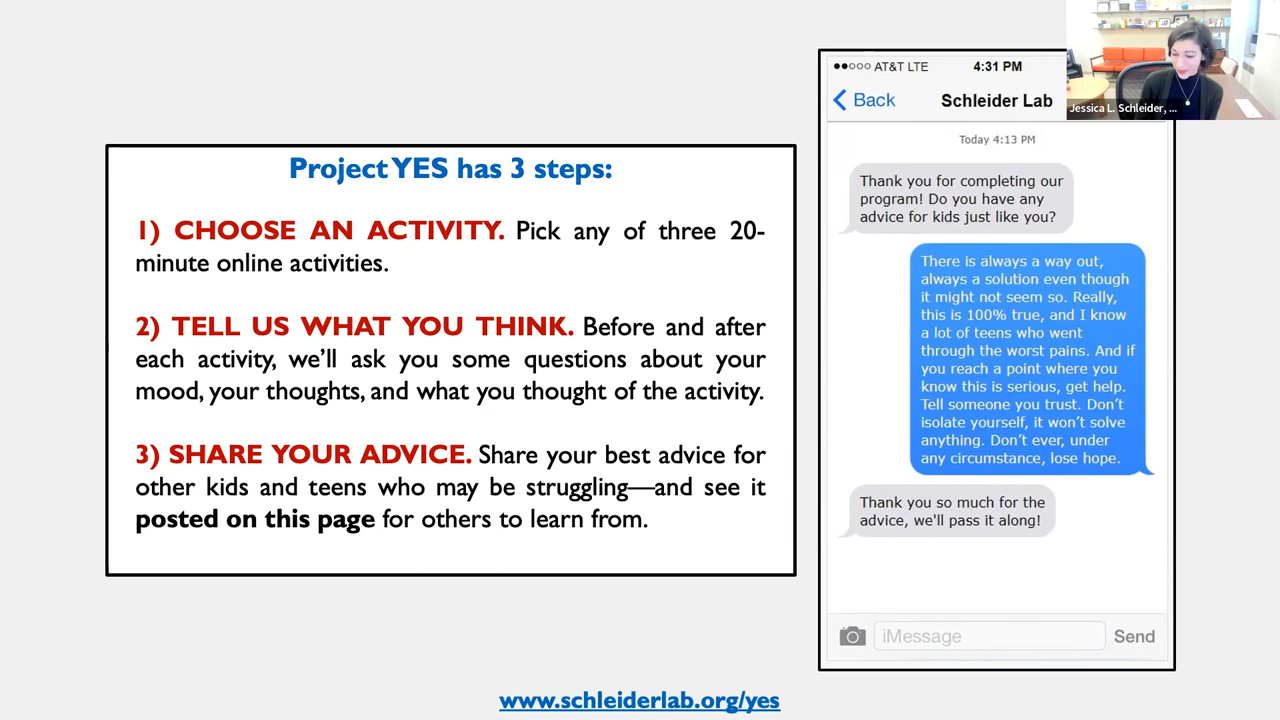 Project YES has 3 steps:
1) CHOOSE AN ACTIVITY. Pick any of three 20-
minute online activities.
2) TELL US WHAT YOU THINK. Before and after
each activity, we’ll ask you some questions about your
mood, your thoughts, and what you thought of the activity.
3) SHARE YOUR ADVICE. Share your best advice for
other kids and teens who may be struggling—and see it
posted on this page for others to learn from.
AT&T LTE 4:31 PM
Back Schleider Lab
Jessica L. Schleider, ...
Today 4:13 PM
Thank you for completing our
program! Do you have any
advice for kids just like you?
There is always a way out,
always a solution even though
it might not seem so. Really,
this is 100% true, and I know
a lot of teens who went
through the worst pains. And if
you reach a point where you
know this is serious, get help.
Tell someone you trust. Don’t
isolate yourself, it won’t solve
anything. Don’t ever, under
any circumstance, lose hope.
Thank you so much for the
advice, we'll pass it along!
iMessage Send
www.schleiderlab.org/yes